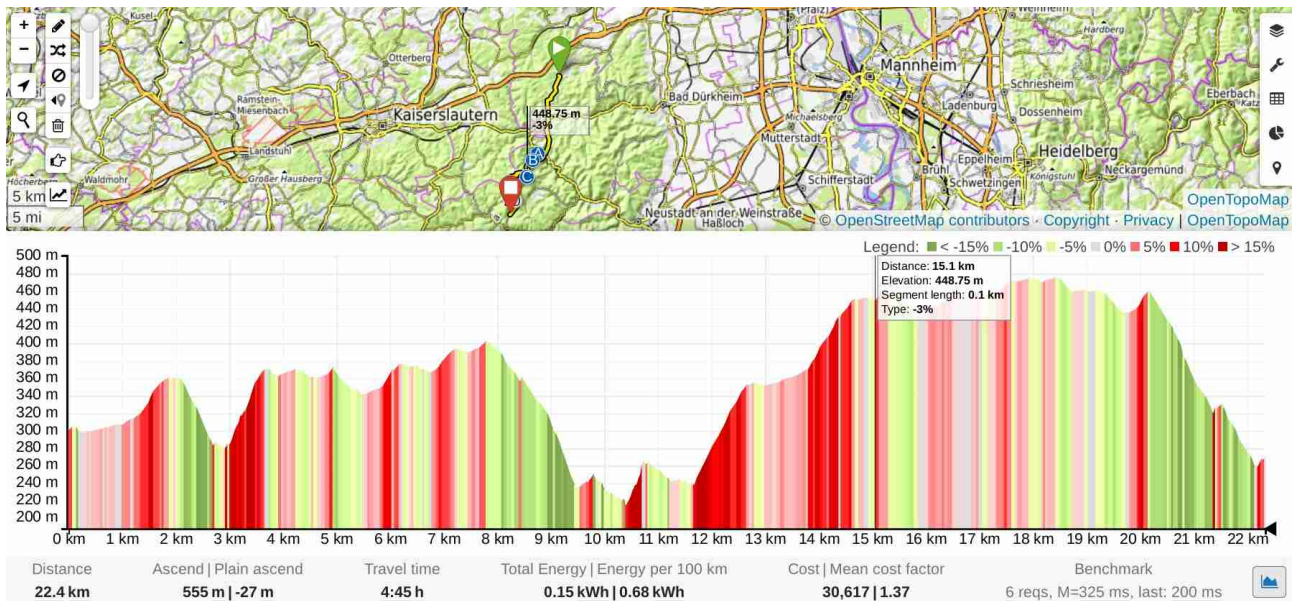 +
−
Kusel
Otterberg
Ramstein-
Miesenbach
Kaiserslautern
Landstuhl
Waldmohr
Großer Hausberg
Höcherberg
5 km
5 mi
448.75 m
-3%
A
B
C
(Pfalz)
Weinheim
Hardberg
Mannheim
Schriesheim
Bad Dürkheim
Ladenburg
Michaelsberg
Dossenheim
Eberbach
Katz
Mutterstadt
Eppelheim
Heidelberg
Brühl
Königstuhl
Neckargemünd
Schifferstadt
Schwetzingen
Neustadt an der Weinstraße
Haßloch
OpenTopoMap
© OpenStreetMap contributors · Copyright · Privacy | OpenTopoMap
Legend: < -15% -10% -5% 0% 5% 10% > 15%
500 m
480 m
460 m
440 m
420 m
400 m
380 m
360 m
340 m
320 m
300 m
280 m
260 m
240 m
220 m
200 m
Distance: 15.1 km
Elevation: 448.75 m
Segment length: 0.1 km
Type: -3%
0 km 1 km 2 km 3 km 4 km 5 km 6 km 7 km 8 km 9 km 10 km 11 km 12 km 13 km 14 km 15 km 16 km 17 km 18 km 19 km 20 km 21 km 22 km
Distance Ascend | Plain ascend Travel time Total Energy | Energy per 100 km Cost | Mean cost factor Benchmark
22.4 km 555 m | -27 m 4:45 h 0.15 kWh | 0.68 kWh 30,617 | 1.37 6 reqs, M=325 ms, last: 200 ms